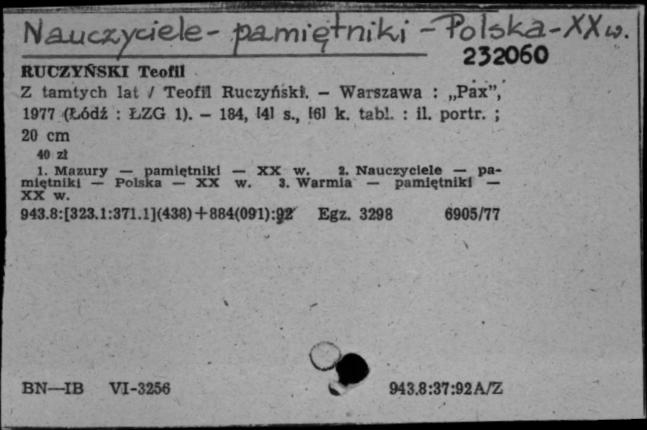 Nauczyciele - pamiętniki - Polska - XX w.
232060
RUCZYŃSKI Teofil
Z tamtych lat / Teofil Ruczyński. — Warszawa : „Pax”,
1977 (Łódź : ŁZG 1). — 184, [4] s., [6] k. tabl. : il. portr. ;
20 cm
40 zł
1. Mazury — pamiętniki — XX w. 2. Nauczyciele — pa-
miętniki — Polska — XX w. 3. Warmia — pamiętniki —
XX w.
943.8:[323.1:371.1](438)+884(091):92 Egz. 3298 6905/77
BN—IB VI-3256 943.8:37:92A/Z